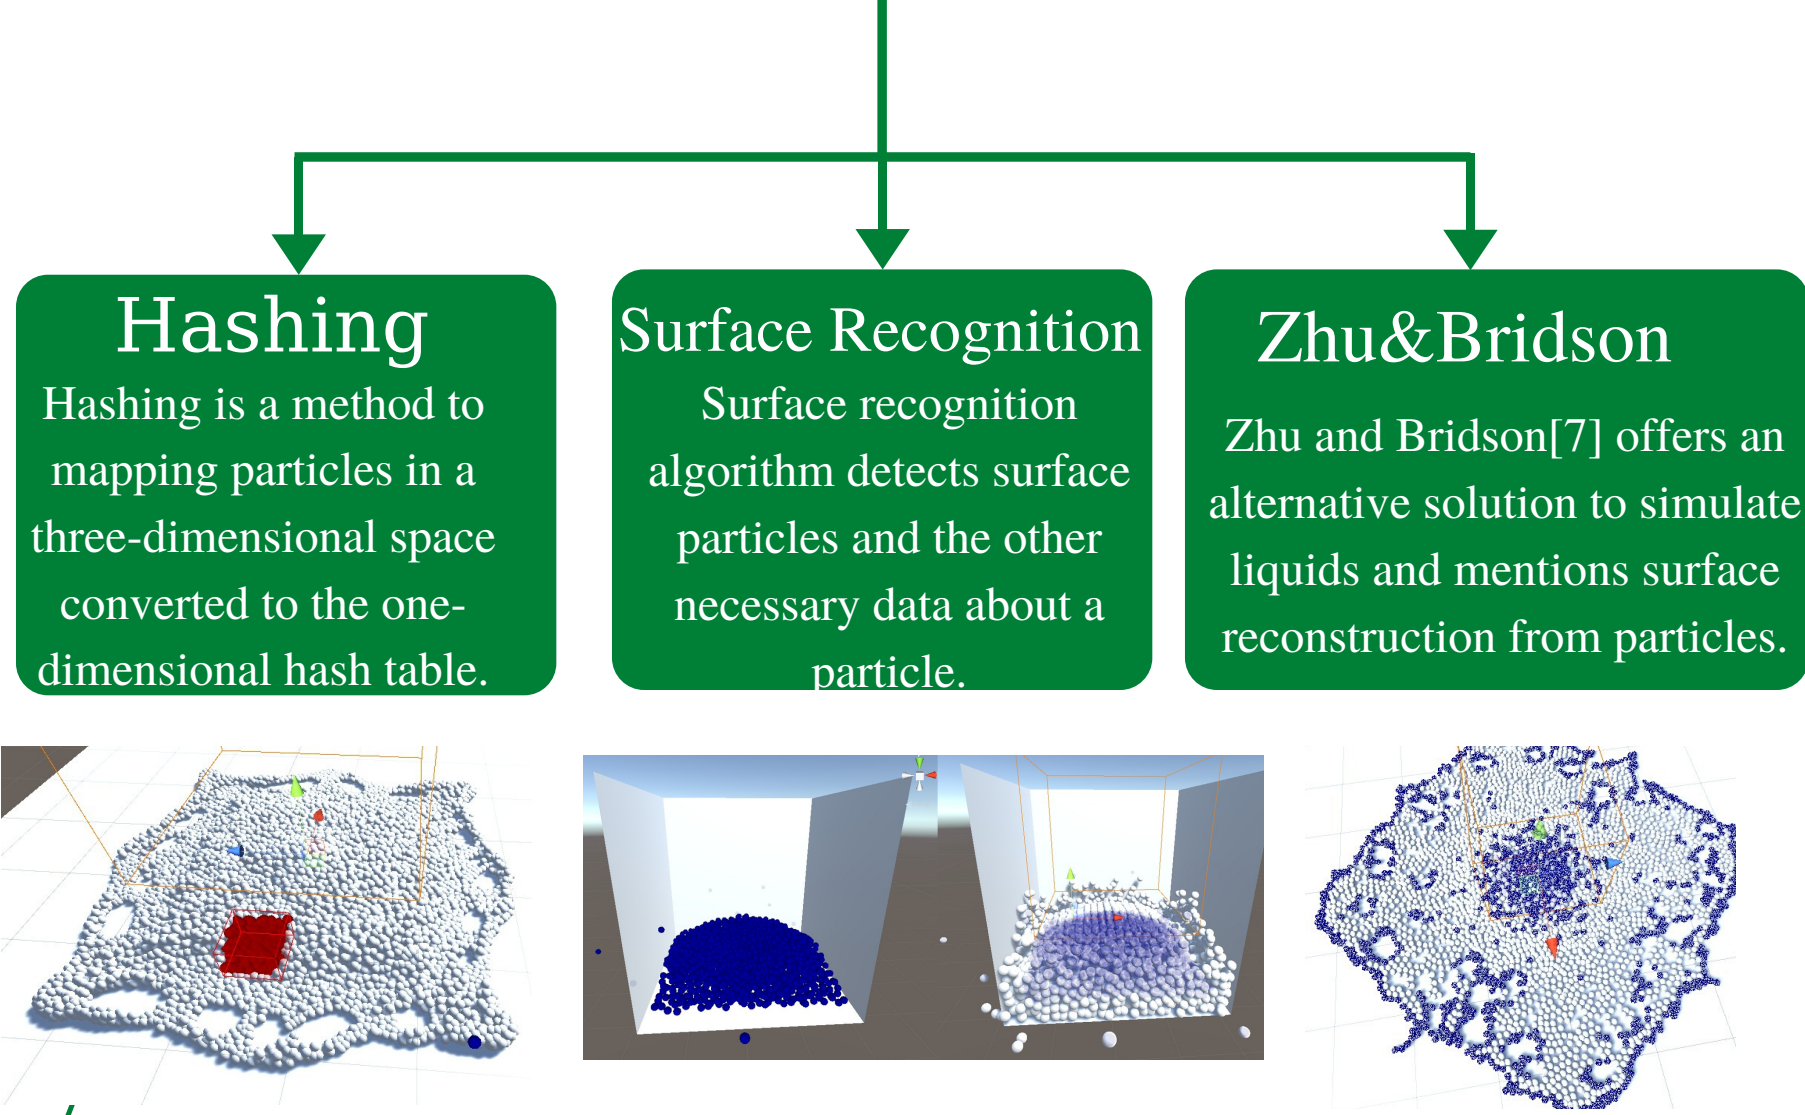 Hashing
Hashing is a method to
mapping particles in a
three-dimensional space
converted to the one-
dimensional hash table.
Surface Recognition
Surface recognition
algorithm detects surface
particles and the other
necessary data about a
particle.
Zhu&Bridson
Zhu and Bridson[7] offers an
alternative solution to simulate
liquids and mentions surface
reconstruction from particles.